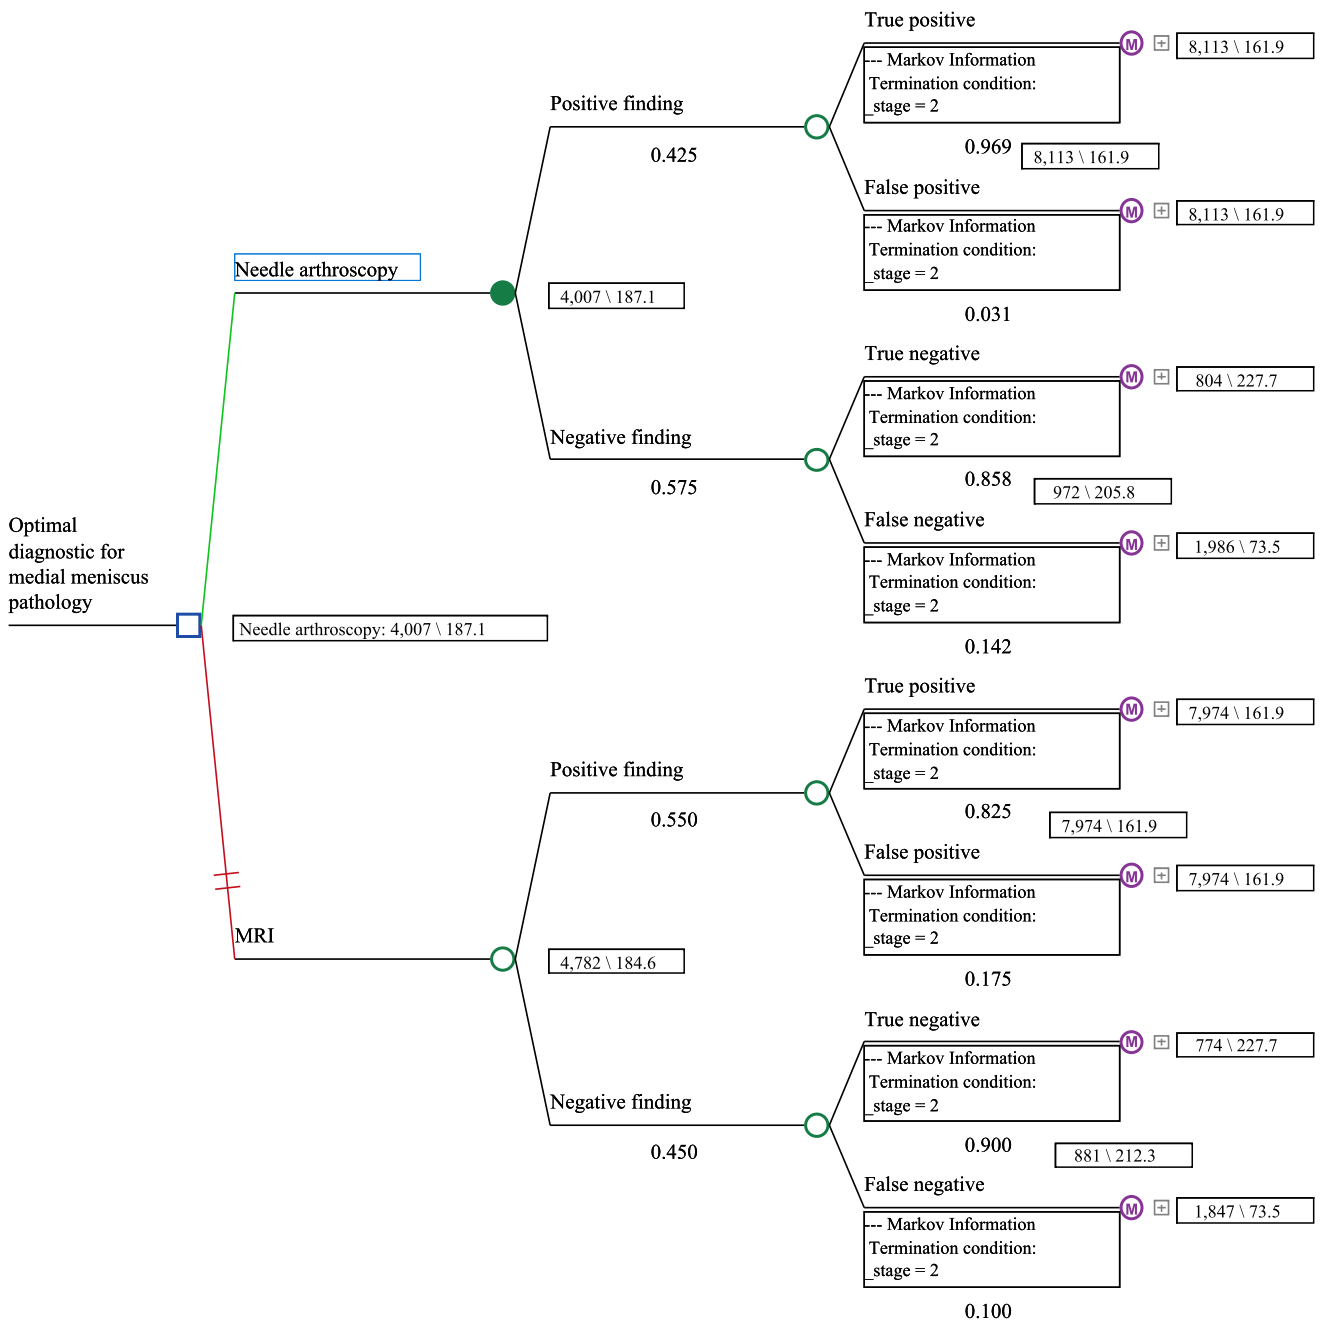 True positive
M
+
8,113 \ 161.9
--- Markov Information
Termination condition:
_stage = 2
Positive finding
0.425
0.969
8,113 \ 161.9
False positive
M
+
8,113 \ 161.9
--- Markov Information
Termination condition:
_stage = 2
0.031
Needle arthroscopy
4,007 \ 187.1
True negative
M
+
804 \ 227.7
--- Markov Information
Termination condition:
_stage = 2
Negative finding
0.575
0.858
972 \ 205.8
False negative
M
+
1,986 \ 73.5
--- Markov Information
Termination condition:
_stage = 2
0.142
Optimal
diagnostic for
medial meniscus
pathology
Needle arthroscopy: 4,007 \ 187.1
True positive
M
+
7,974 \ 161.9
--- Markov Information
Termination condition:
_stage = 2
Positive finding
0.550
0.825
7,974 \ 161.9
False positive
M
+
7,974 \ 161.9
--- Markov Information
Termination condition:
_stage = 2
0.175
MRI
4,782 \ 184.6
True negative
M
+
774 \ 227.7
--- Markov Information
Termination condition:
_stage = 2
Negative finding
0.450
0.900
881 \ 212.3
False negative
M
+
1,847 \ 73.5
--- Markov Information
Termination condition:
_stage = 2
0.100